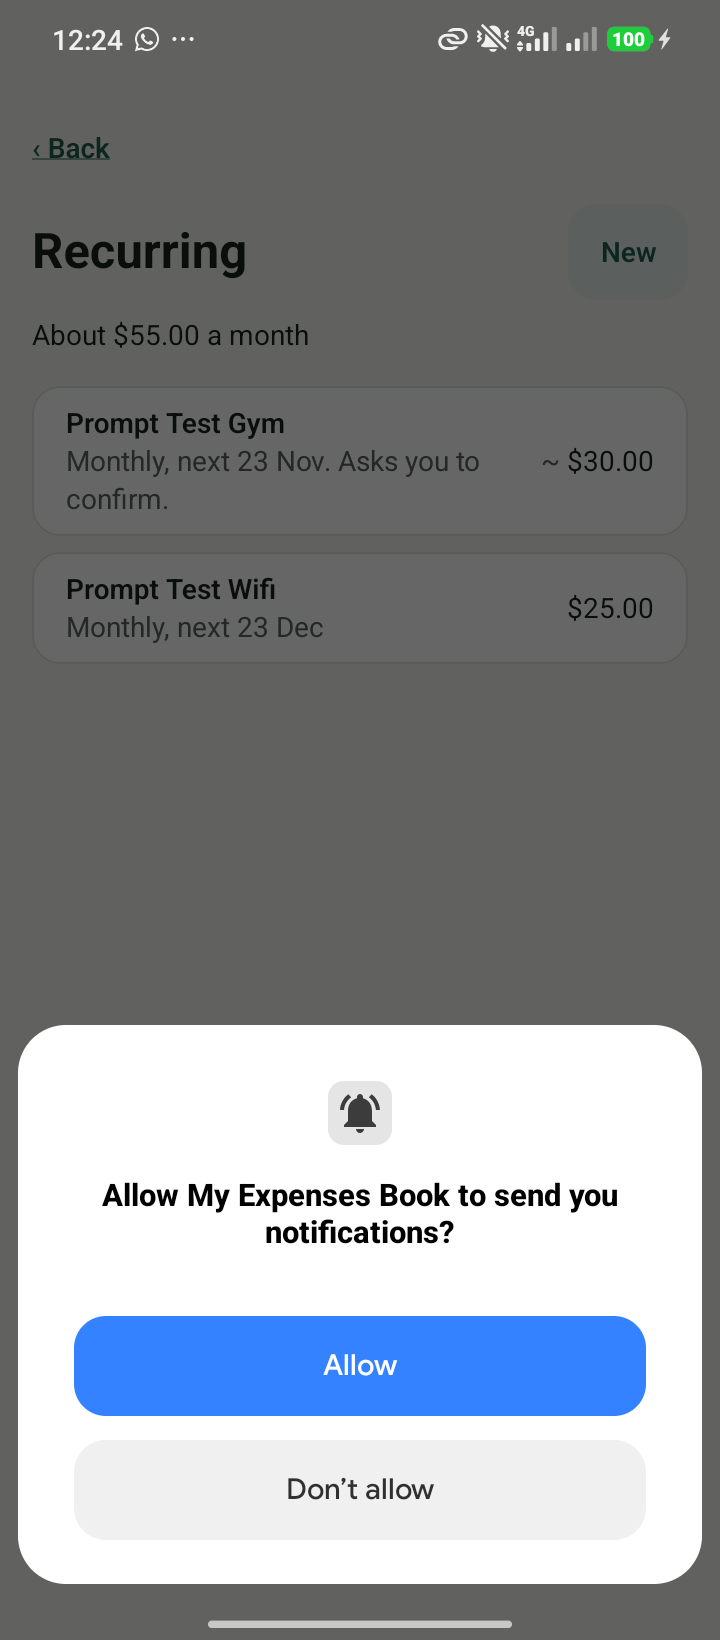 12:24
4G
100
‹ Back
Recurring
New
About $55.00 a month
Prompt Test Gym
Monthly, next 23 Nov. Asks you to
confirm.
~ $30.00
Prompt Test Wifi
Monthly, next 23 Dec
$25.00
Allow My Expenses Book to send you
notifications?
Allow
Don’t allow